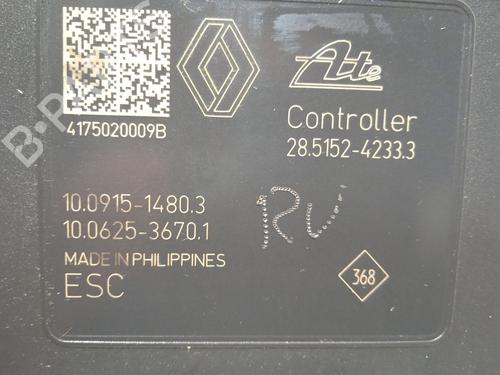 Ate
4175020009B
Controller
28.5152-4233.3
10.0915-1480.3
10.0625-3670.1
RV
MADE IN PHILIPPINES
ESC
368